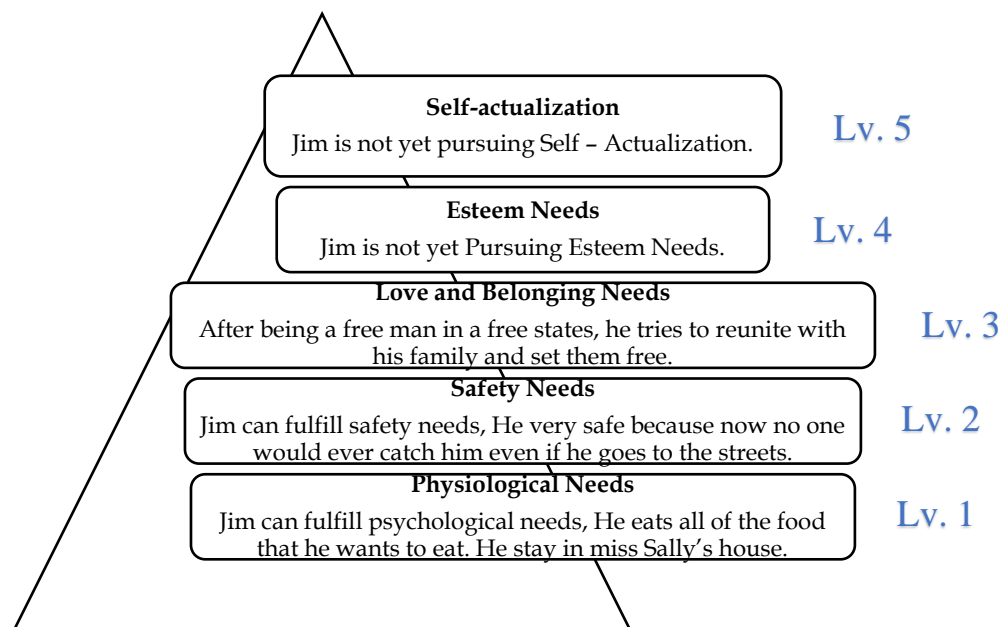 Self-actualization
Jim is not yet pursuing Self – Actualization.
Lv. 5
Esteem Needs
Jim is not yet Pursuing Esteem Needs.
Lv. 4
Love and Belonging Needs
After being a free man in a free states, he tries to reunite with
his family and set them free.
Lv. 3
Safety Needs
Jim can fulfill safety needs, He very safe because now no one
would ever catch him even if he goes to the streets.
Lv. 2
Physiological Needs
Jim can fulfill psychological needs, He eats all of the food
that he wants to eat. He stay in miss Sally’s house.
Lv. 1